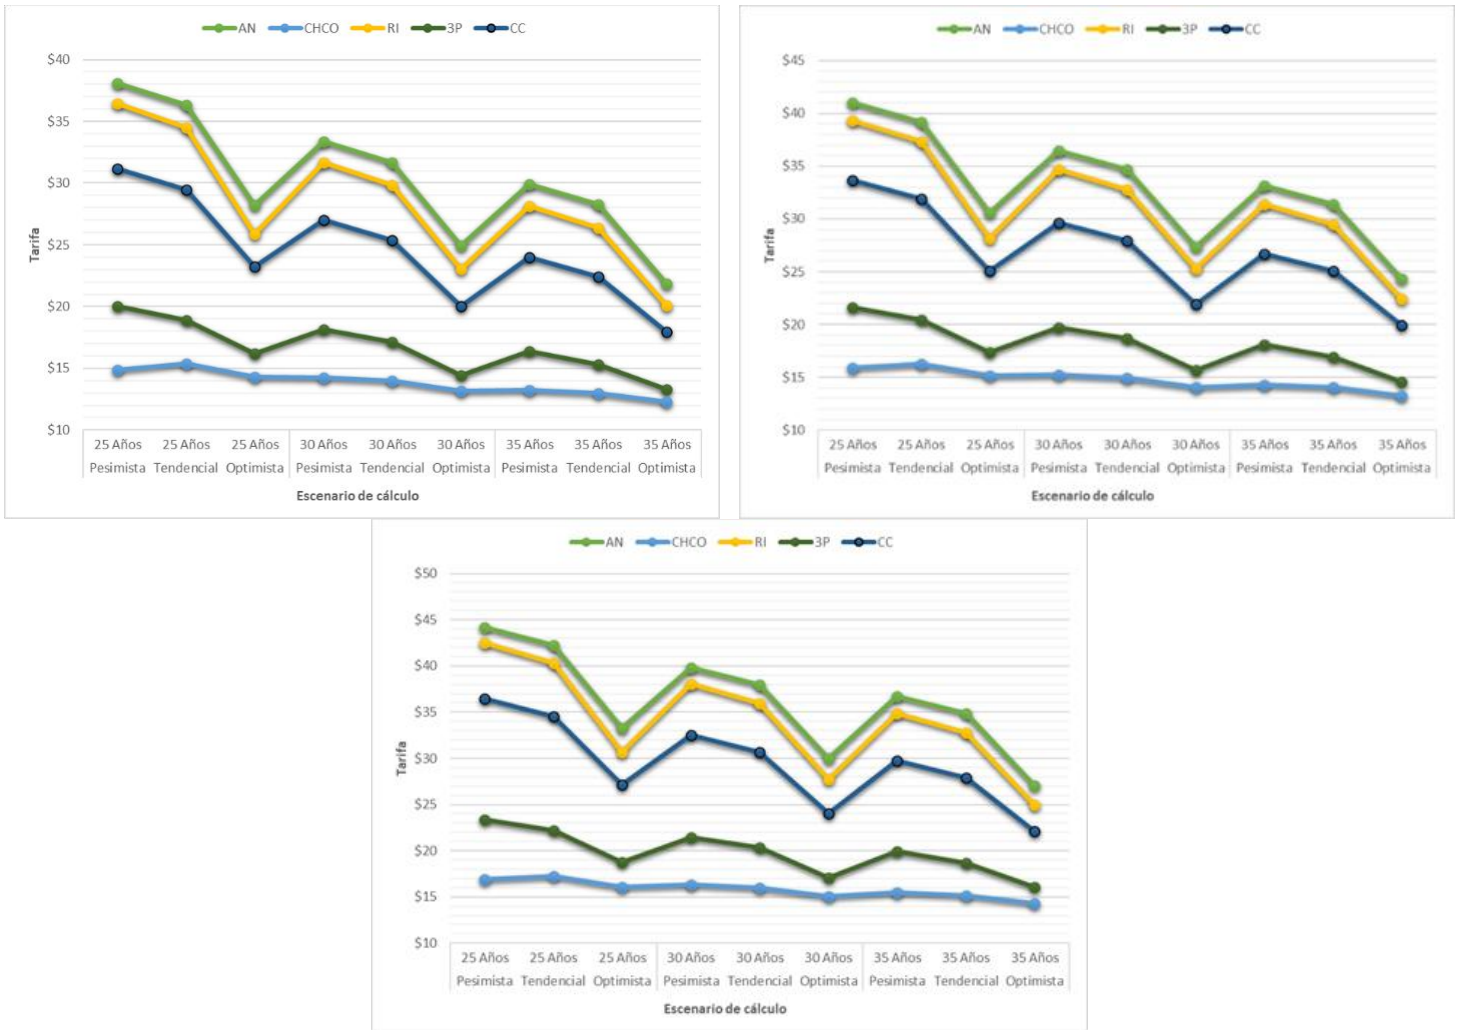 AN CHCO RI 3P CC
$40
$35
$30
$25
$20
$15
$10
Tarifa
25 Años 25 Años 25 Años 30 Años 30 Años 30 Años 35 Años 35 Años 35 Años
Pesimista Tendencial Optimista Pesimista Tendencial Optimista Pesimista Tendencial Optimista
Escenario de cálculo
AN CHCO RI 3P CC
$45
$40
$35
$30
$25
$20
$15
$10
Tarifa
25 Años 25 Años 25 Años 30 Años 30 Años 30 Años 35 Años 35 Años 35 Años
Pesimista Tendencial Optimista Pesimista Tendencial Optimista Pesimista Tendencial Optimista
Escenario de cálculo
AN CHCO RI 3P CC
$50
$45
$40
$35
$30
$25
$20
$15
$10
Tarifa
25 Años 25 Años 25 Años 30 Años 30 Años 30 Años 35 Años 35 Años 35 Años
Pesimista Tendencial Optimista Pesimista Tendencial Optimista Pesimista Tendencial Optimista
Escenario de cálculo